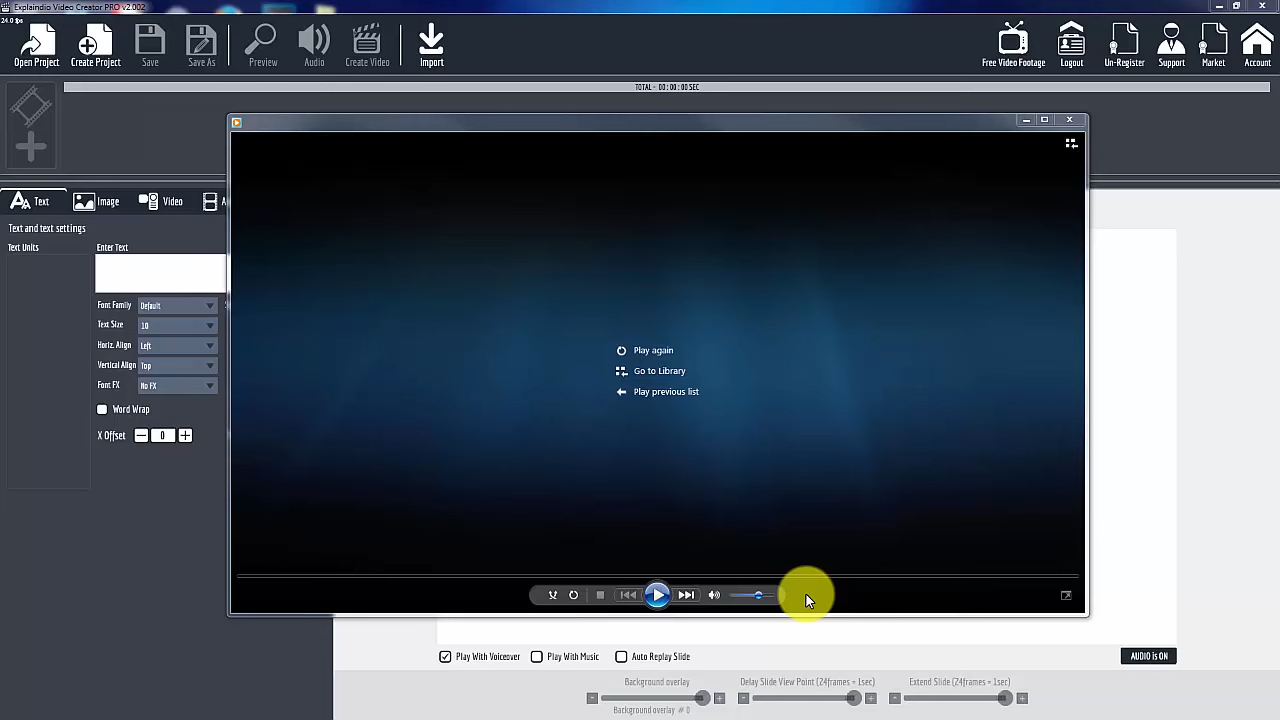 Explaindio Video Creator PRO v2.002
24.0 fps
Open Project
Create Project
Save
Save As
Preview
Audio
Create Video
Import
Free Video Footage
Logout
Un-Register
Support
Market
Account
TOTAL - 00 : 00 : 00 SEC
Text
Image
Video
Text and text settings
Text Units
Enter Text
Font Family
Default
Text Size
10
Horiz. Align
Left
Vertical Align
Top
Font FX
No FX
Word Wrap
X Offset
0
Play again
Go to Library
Play previous list
Play With Voiceover
Play With Music
Auto Replay Slide
AUDIO is ON
Background overlay
Delay Slide View Point (24frames = 1sec)
Extend Slide (24frames = 1sec)
Background overlay # 0